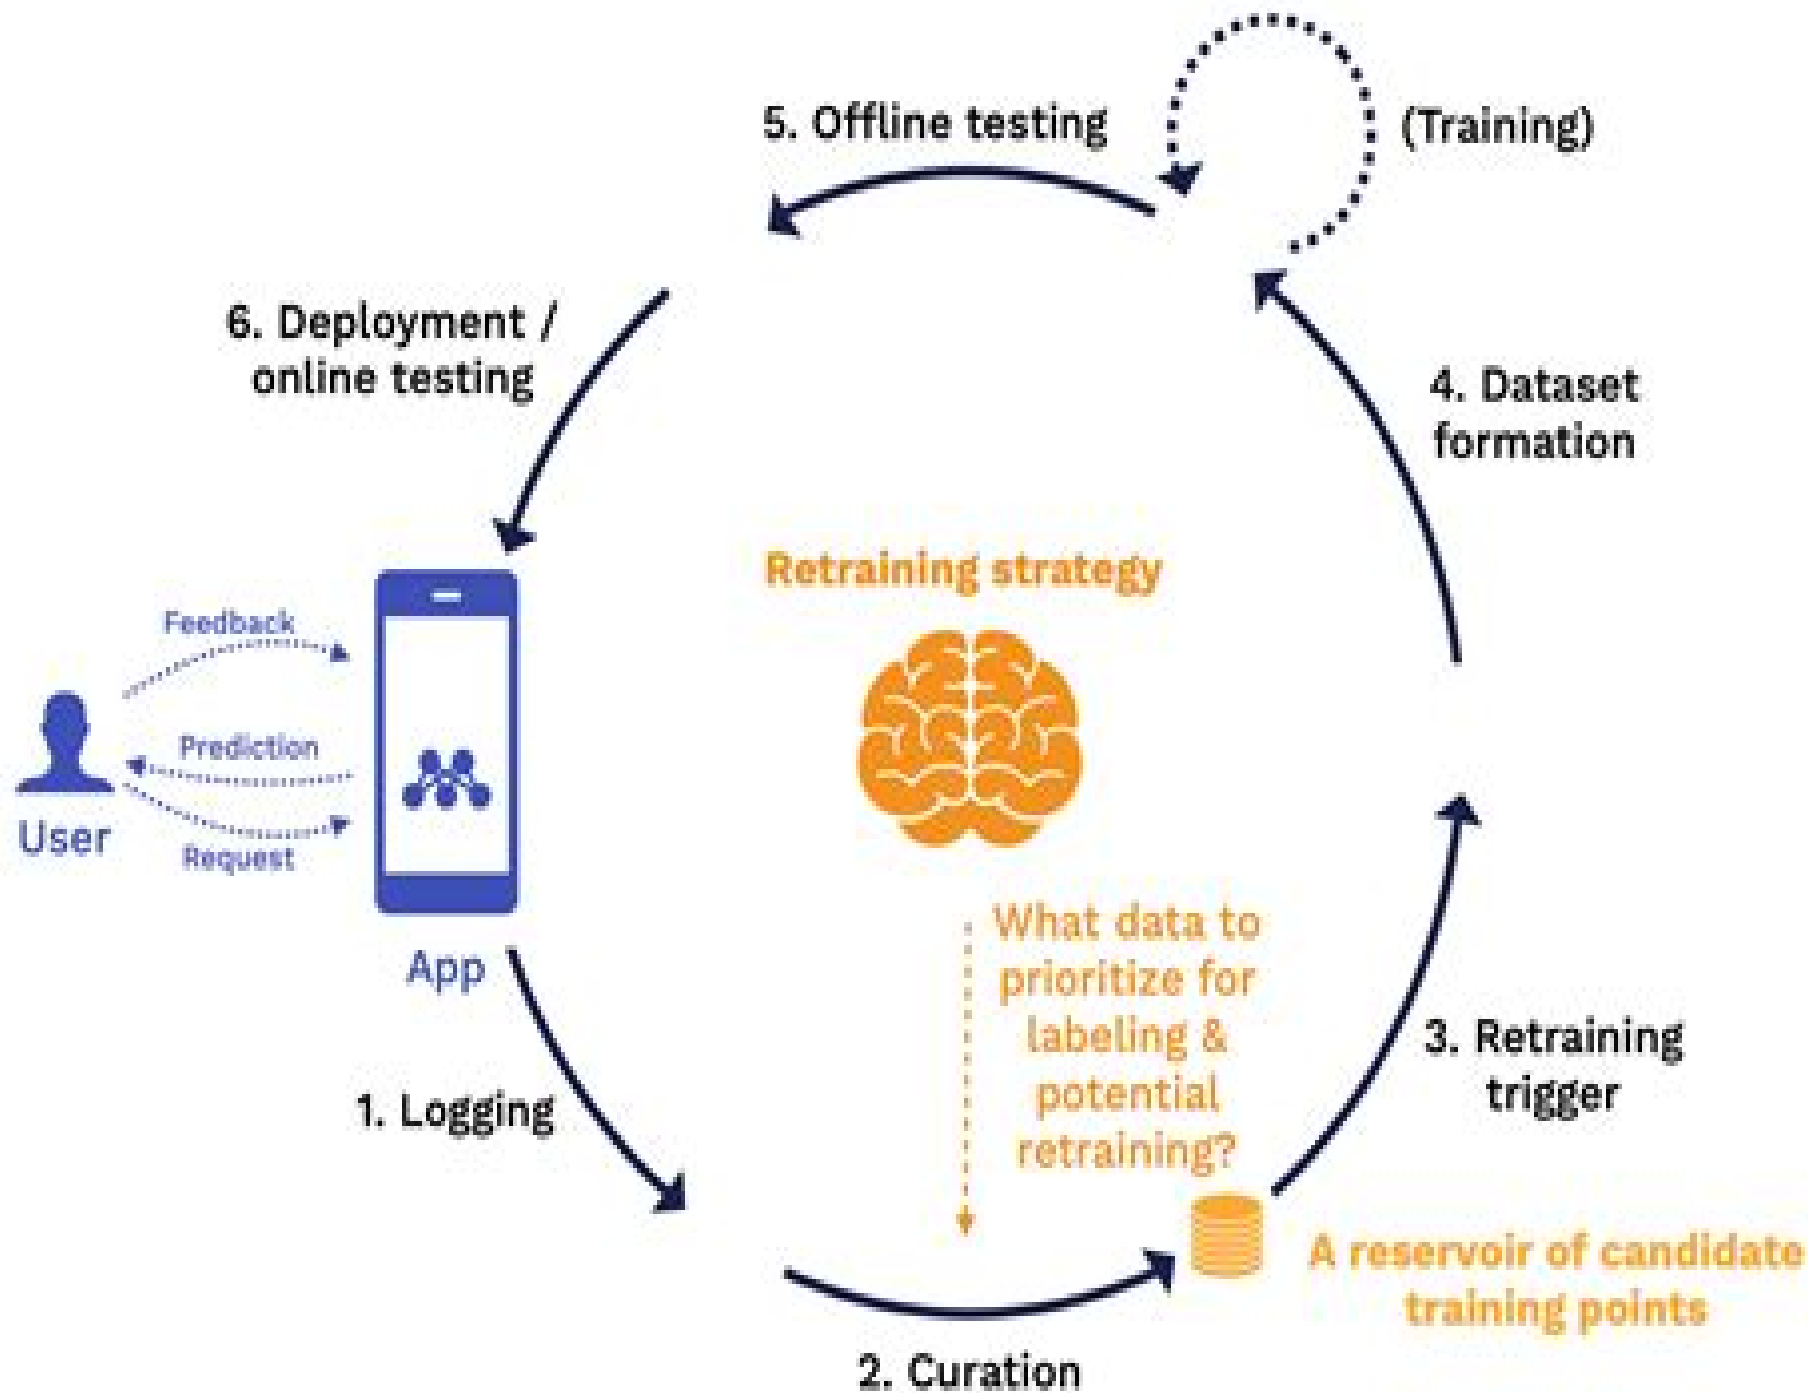 5. Offline testing
(Training)
6. Deployment /
online testing
4. Dataset
formation
Retraining strategy
Feedback
Prediction
Request
User
App
What data to
prioritize for
labeling &
potential
retraining?
1. Logging
3. Retraining
trigger
A reservoir of candidate
training points
2. Curation